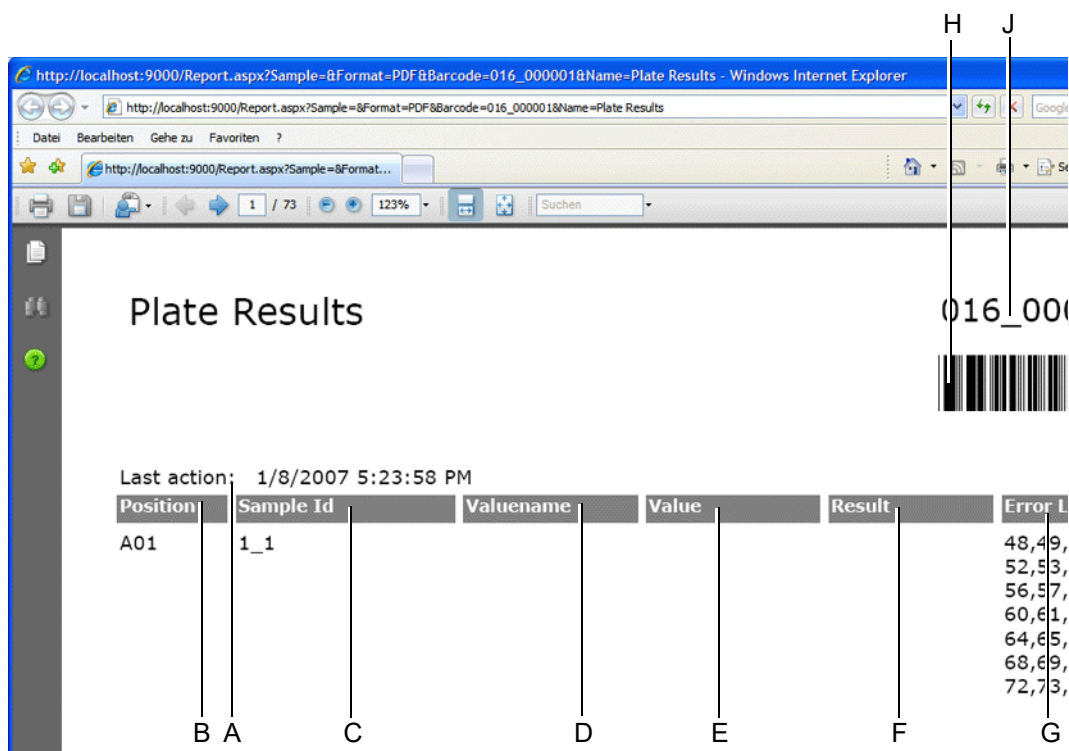 H J
http://localhost:9000/Report.aspx?Sample=&Format=PDF&Barcode=016_000001&Name=Plate Results - Windows Internet Explorer
http://localhost:9000/Report.aspx?Sample=&Format=PDF&Barcode=016_000001&Name=Plate Results Google
Datei Bearbeiten Gehe zu Favoriten ?
http://localhost:9000/Report.aspx?Sample=&Format... Se
1 / 73 123% Suchen
Plate Results 016_000
Last action: 1/8/2007 5:23:58 PM
Position Sample Id Valuename Value Result Error L
A01 1_1 48,49,
52,53,
56,57,
60,61,
64,65,
68,69,
72,73,
B A C D E F G